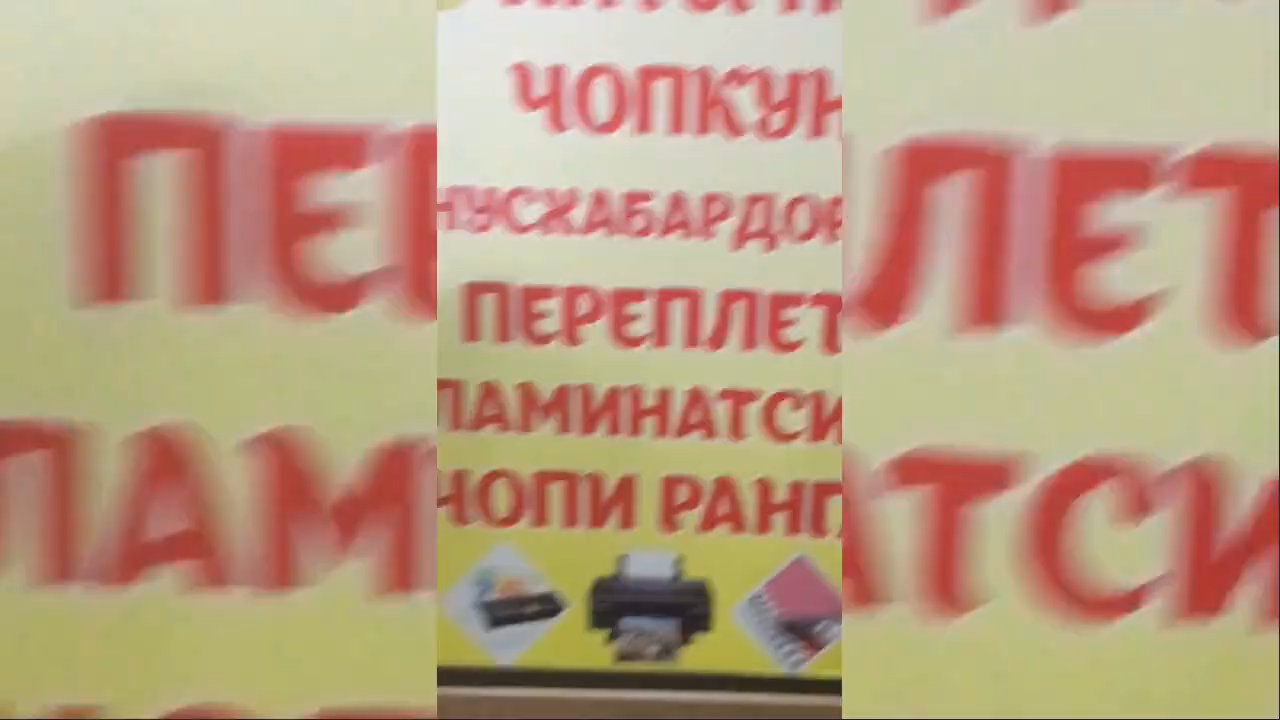 ЧОПКУН
НУСХАБАРДОР
ПЕРЕПЛЕТ
ЛАМИНАТСИ
ЧОПИ РАНГ